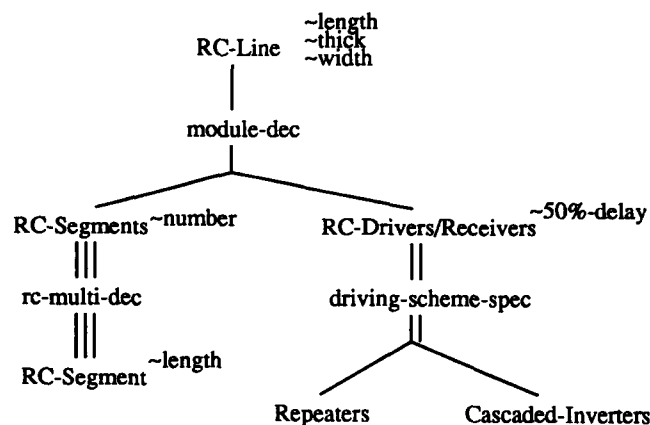 ~length
~thick
RC-Line
~width
module-dec
RC-Segments ~number
RC-Drivers/Receivers ~50%-delay
rc-multi-dec
driving-scheme-spec
RC-Segment ~length
Repeaters
Cascaded-Inverters